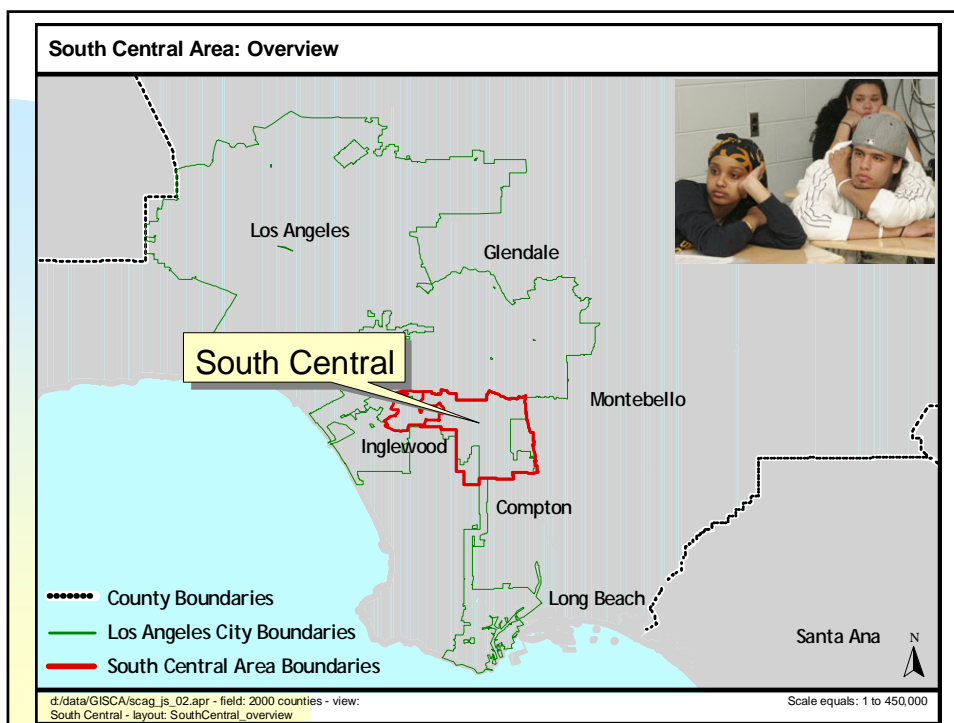 South Central Area: Overview
Los Angeles
Glendale
South Central
Montebello
Inglewood
Compton
Long Beach
Santa Ana
N
County Boundaries
Los Angeles City Boundaries
South Central Area Boundaries
d:/data/GISCA/scag_js_02.apr - field: 2000 counties - view:
South Central - layout: SouthCentral_overview
Scale equals: 1 to 450,000